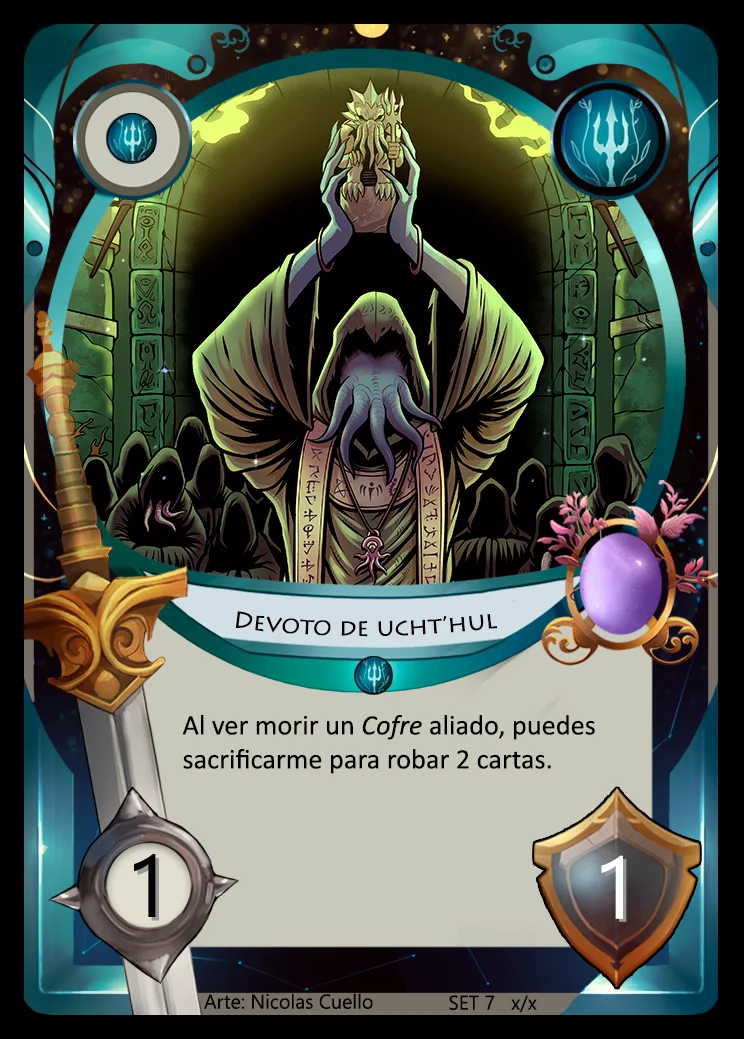 Devoto de ucht'hul
Al ver morir un Cofre aliado, puedes
sacrificarme para robar 2 cartas.
1
1
Arte: Nicolas Cuello
SET 7 x/x